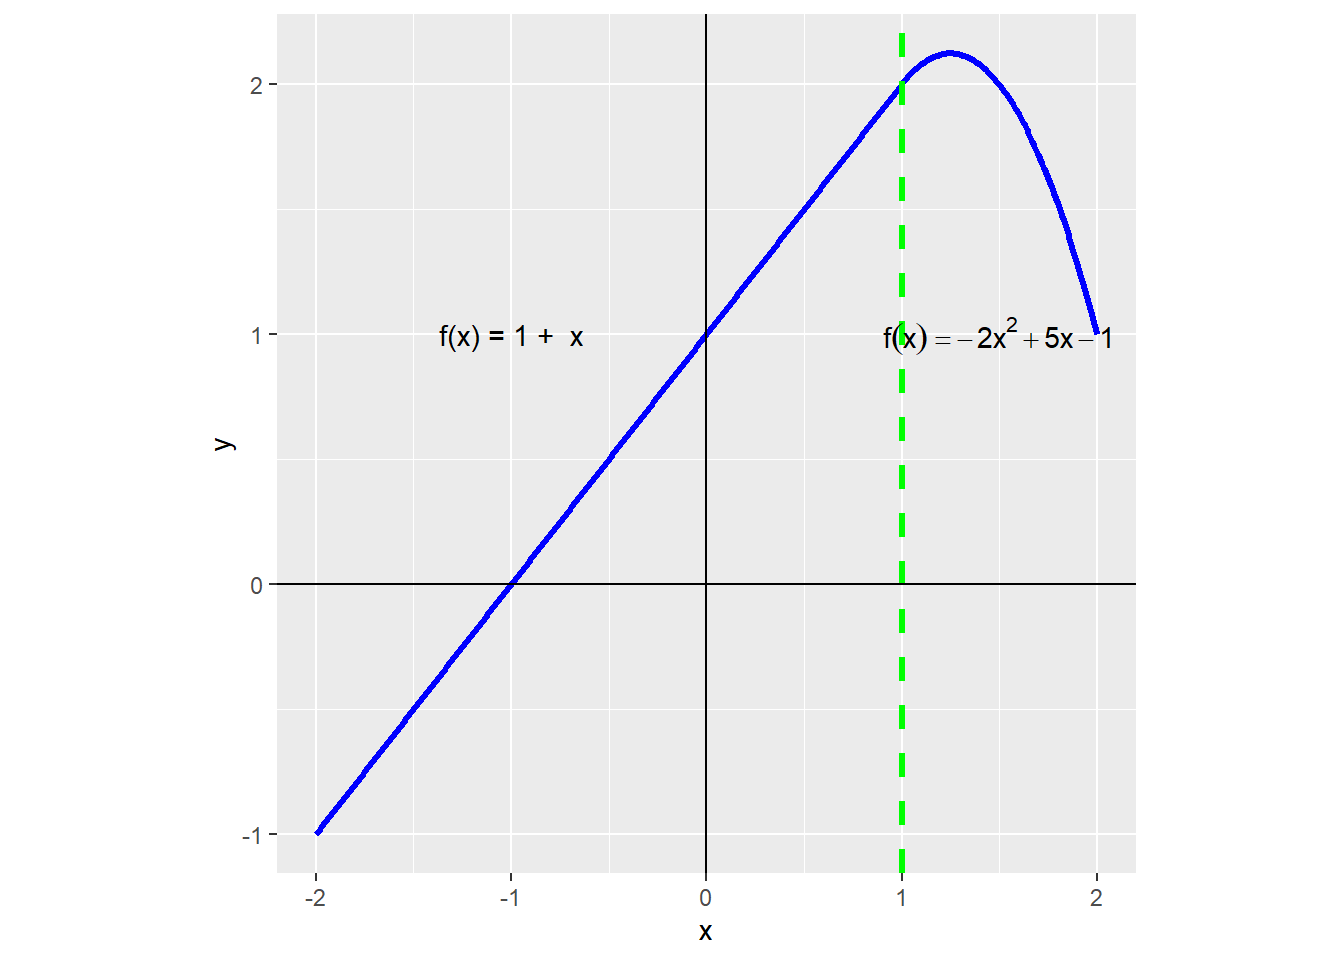 2
f(x) = 1 + x
f(x) = −2x² + 5x − 1
1
y
0
-1
-2 -1 0 1 2
x